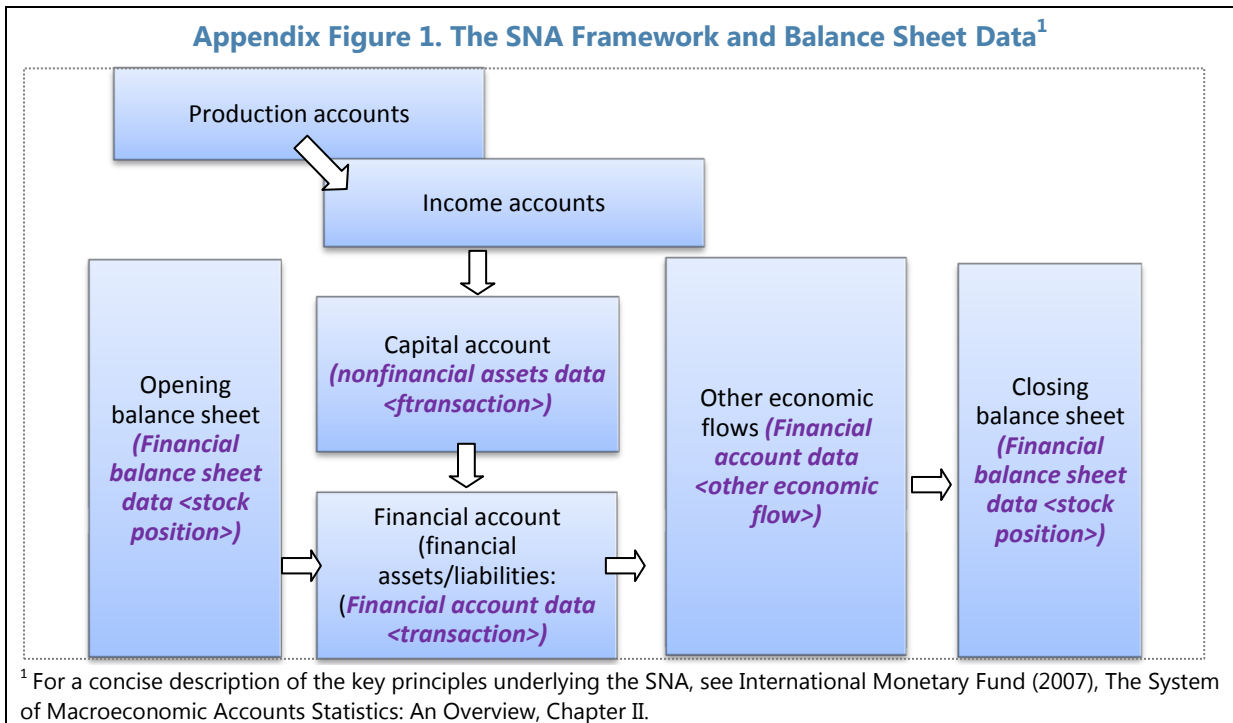 Appendix Figure 1. The SNA Framework and Balance Sheet Data1
Production accounts
Income accounts
Opening
balance sheet
(Financial
balance sheet
data <stock
position>)
Capital account
(nonfinancial assets data
<ftransaction>)
Financial account
(financial
assets/liabilities:
(Financial account data
<transaction>)
Other economic
flows (Financial
account data
<other economic
flow>)
Closing
balance sheet
(Financial
balance sheet
data <stock
position>)
1 For a concise description of the key principles underlying the SNA, see International Monetary Fund (2007), The System
of Macroeconomic Accounts Statistics: An Overview, Chapter II.